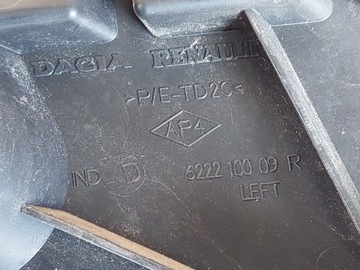 DACIA RENAULT
>P/E-TD20<
AP4
IND D 6222 100 09 R
LEFT